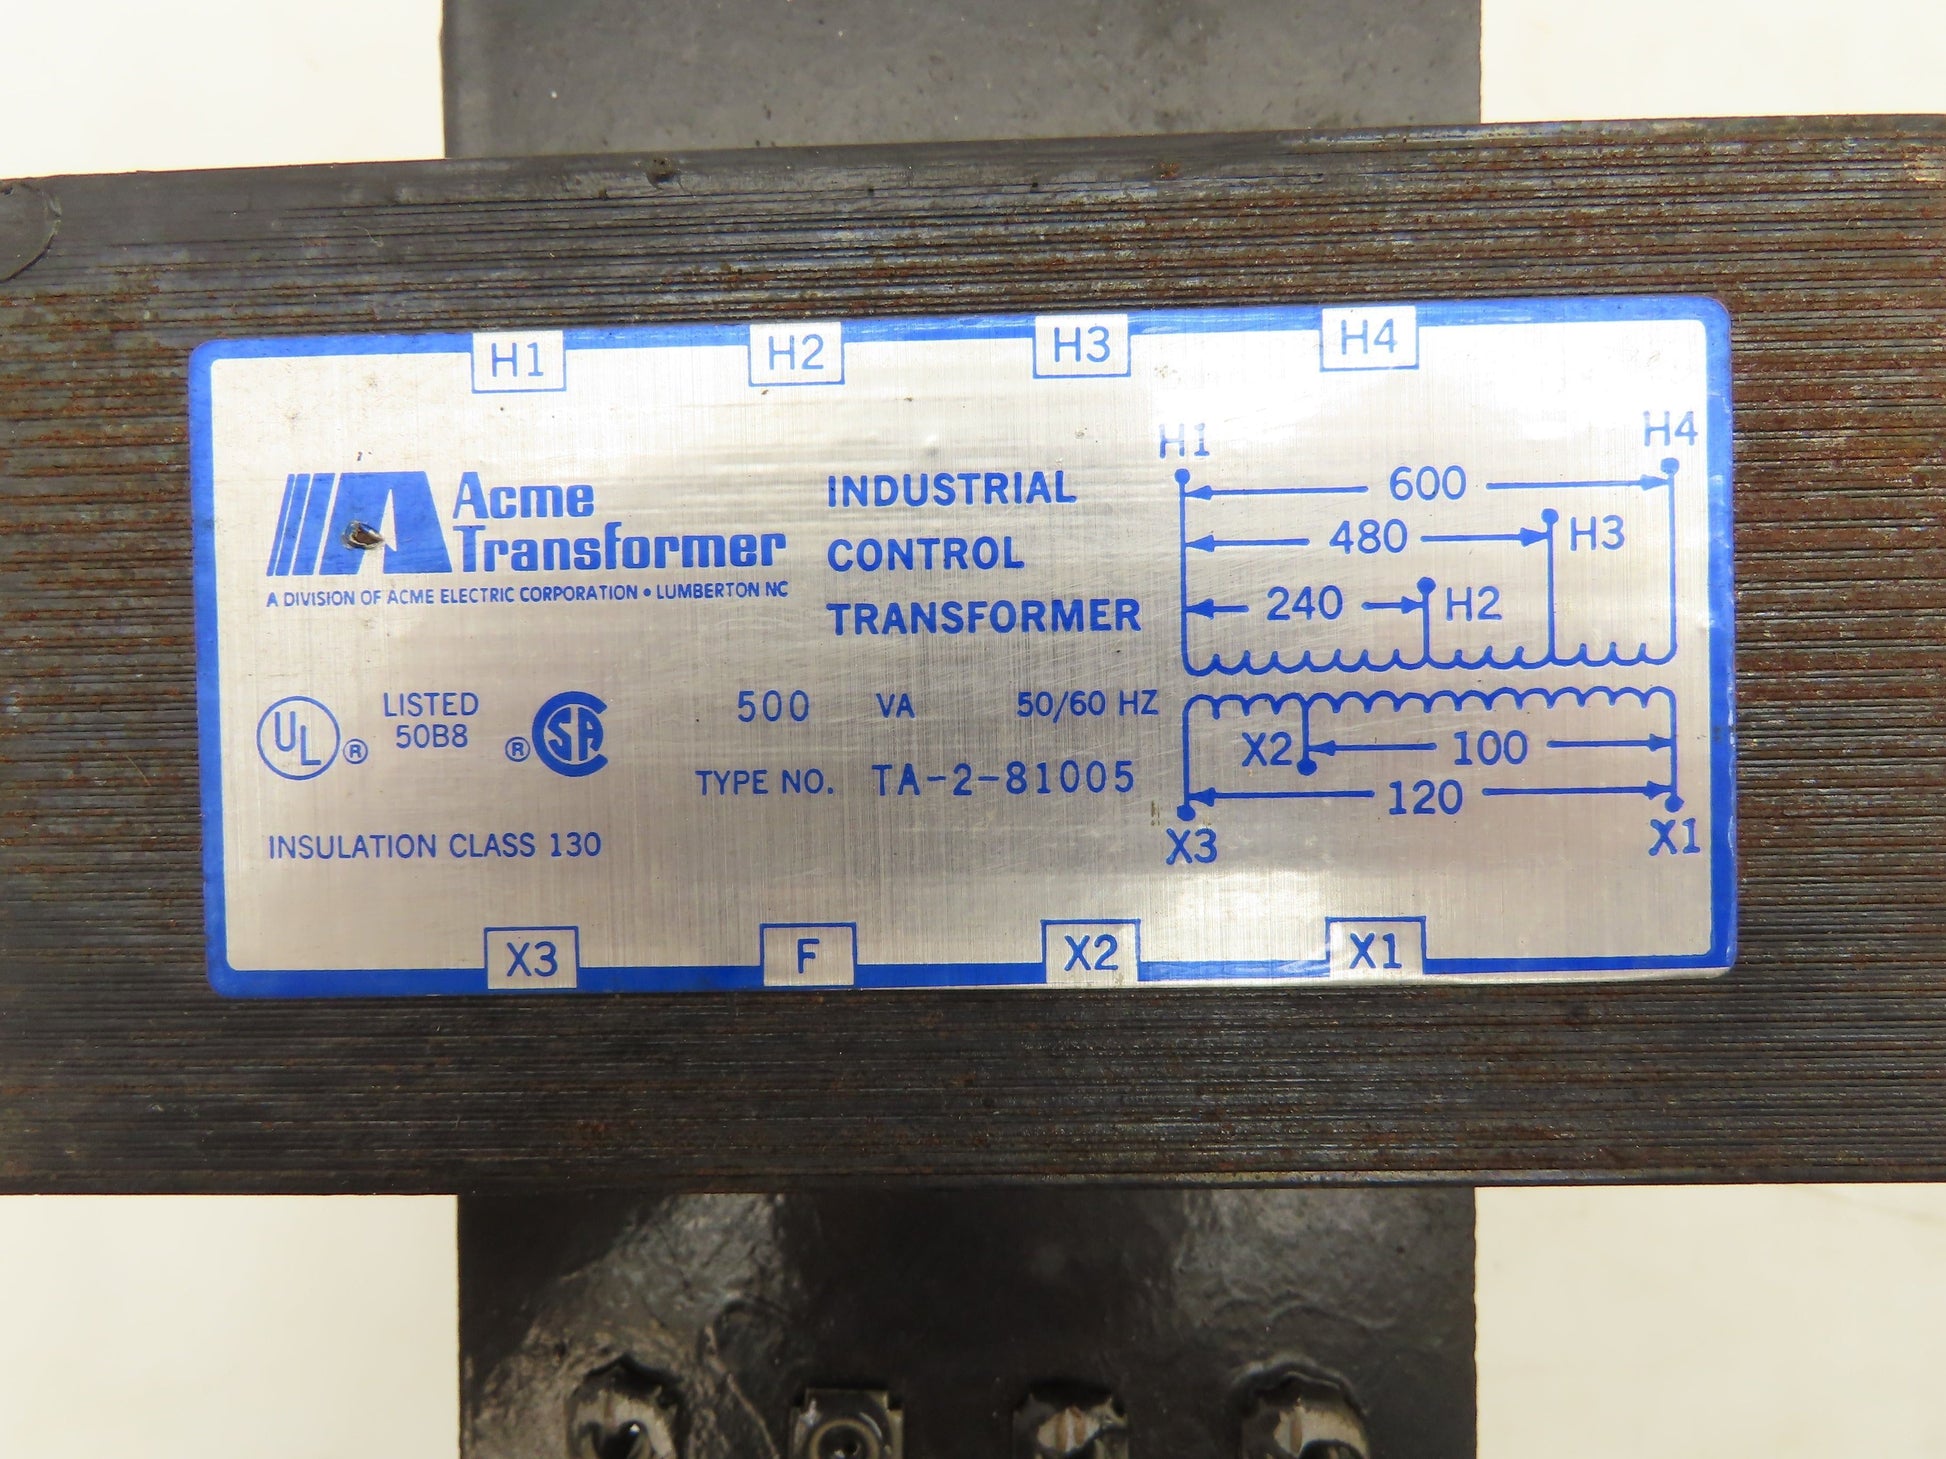 H1 H2 H3 H4
Acme
Transformer
A DIVISION OF ACME ELECTRIC CORPORATION • LUMBERTON NC
INDUSTRIAL
CONTROL
TRANSFORMER
UL ® LISTED
50B8
® SA
500 VA 50/60 HZ
TYPE NO. TA-2-81005
INSULATION CLASS 130
H1 H4
600
480 H3
240 H2
X2 100
120
X3 X1
X3 F X2 X1